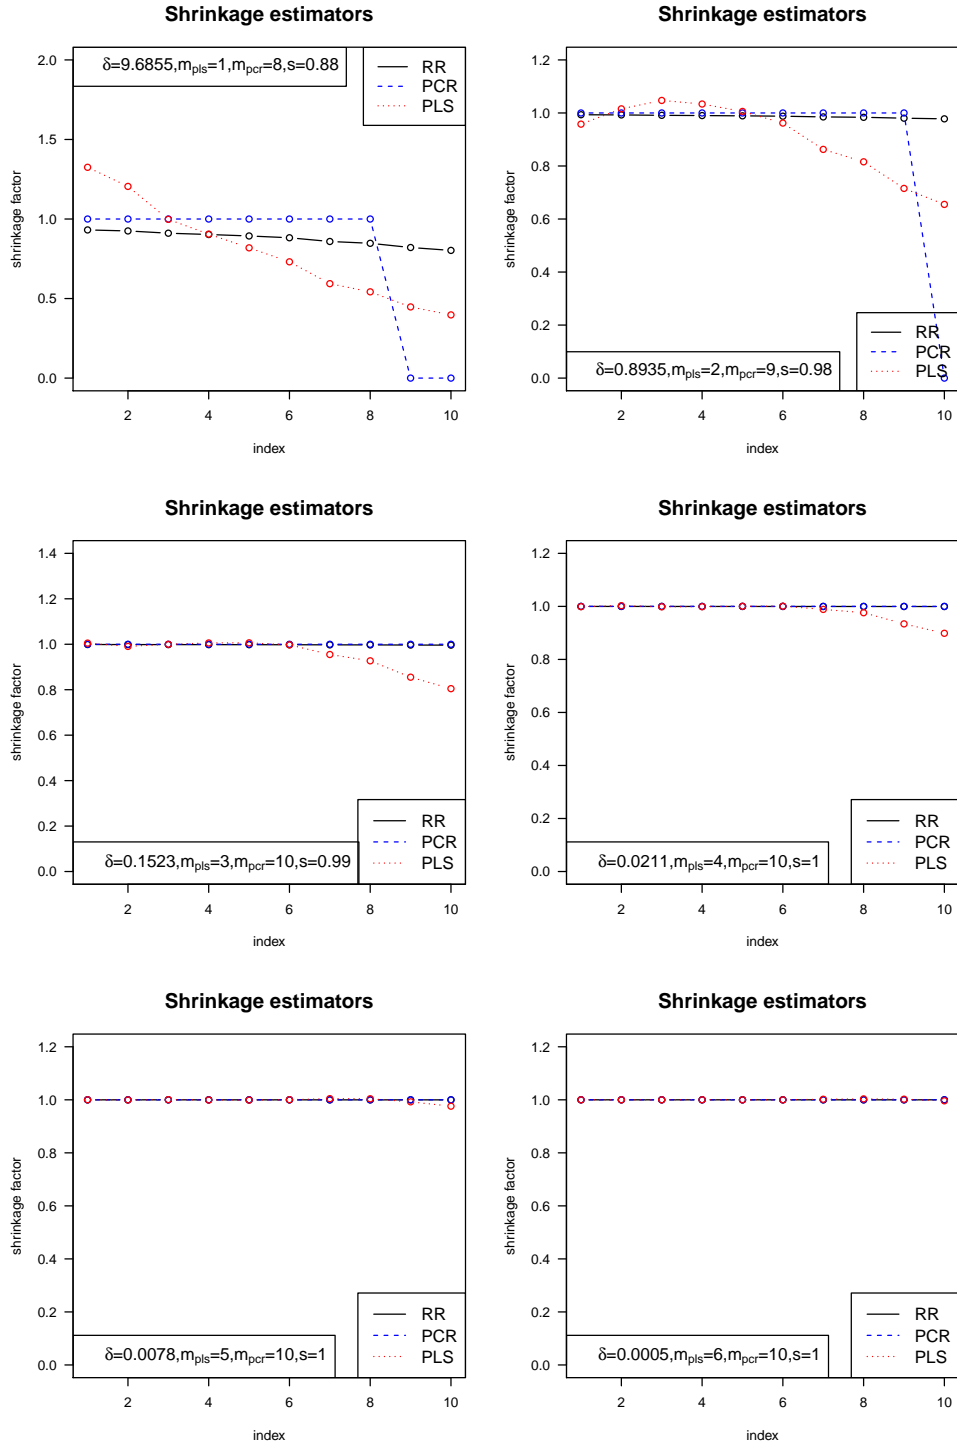 Shrinkage estimators
δ=9.6855,mpls=1,mpcr=8,s=0.88
RR
PCR
PLS
2.0
1.5
1.0
0.5
0.0
shrinkage factor
2 4 6 8 10
index
Shrinkage estimators
1.2
1.0
0.8
0.6
0.4
0.2
0.0
shrinkage factor
RR
PCR
PLS
δ=0.8935,mpls=2,mpcr=9,s=0.98
2 4 6 8 10
index
Shrinkage estimators
1.4
1.2
1.0
0.8
0.6
0.4
0.2
0.0
shrinkage factor
RR
PCR
PLS
δ=0.1523,mpls=3,mpcr=10,s=0.99
2 4 6 8 10
index
Shrinkage estimators
1.2
1.0
0.8
0.6
0.4
0.2
0.0
shrinkage factor
RR
PCR
PLS
δ=0.0211,mpls=4,mpcr=10,s=1
2 4 6 8 10
index
Shrinkage estimators
1.2
1.0
0.8
0.6
0.4
0.2
0.0
shrinkage factor
RR
PCR
PLS
δ=0.0078,mpls=5,mpcr=10,s=1
2 4 6 8 10
index
Shrinkage estimators
1.2
1.0
0.8
0.6
0.4
0.2
0.0
shrinkage factor
RR
PCR
PLS
δ=0.0005,mpls=6,mpcr=10,s=1
2 4 6 8 10
index